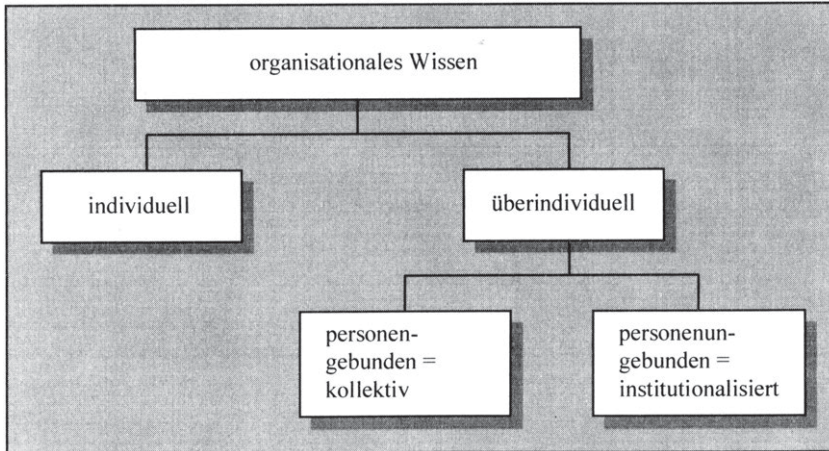 organisationales Wissen
individuell
überindividuell
personen-
gebunden =
kollektiv
personenun-
gebunden =
institutionalisiert